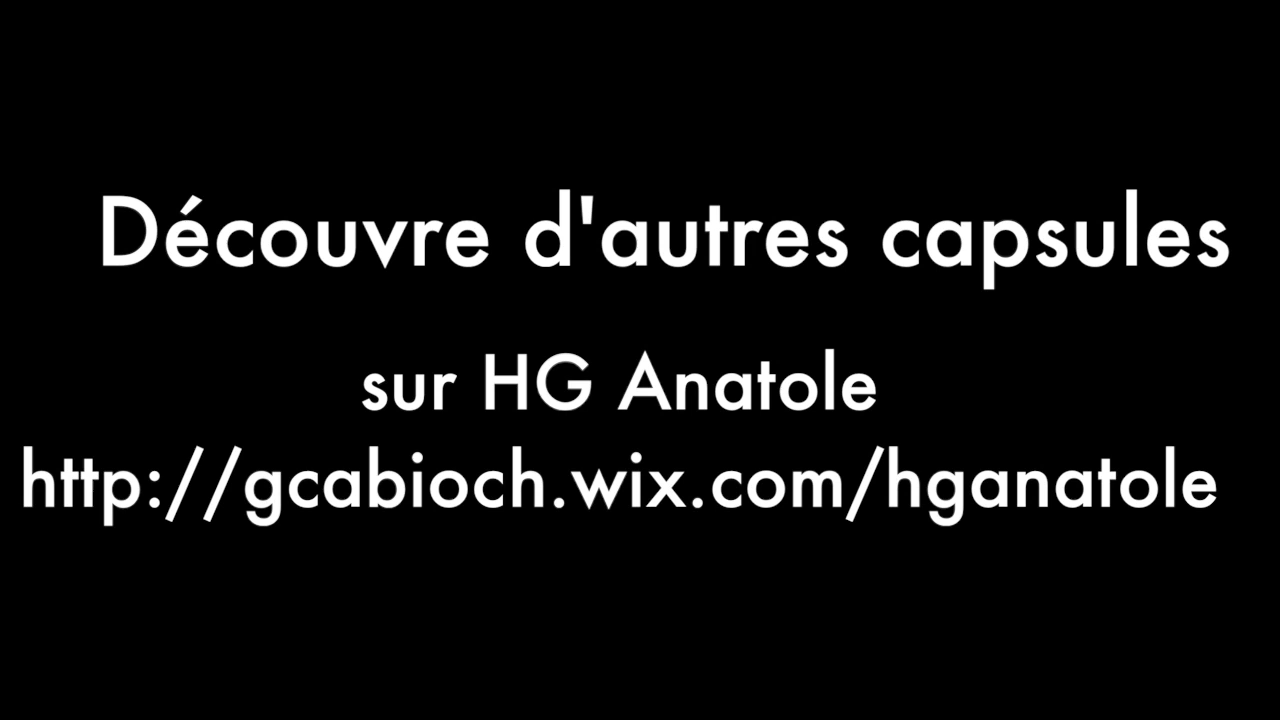 Découvre d'autres capsules
sur HG Anatole
http://gcabioch.wix.com/hganatole